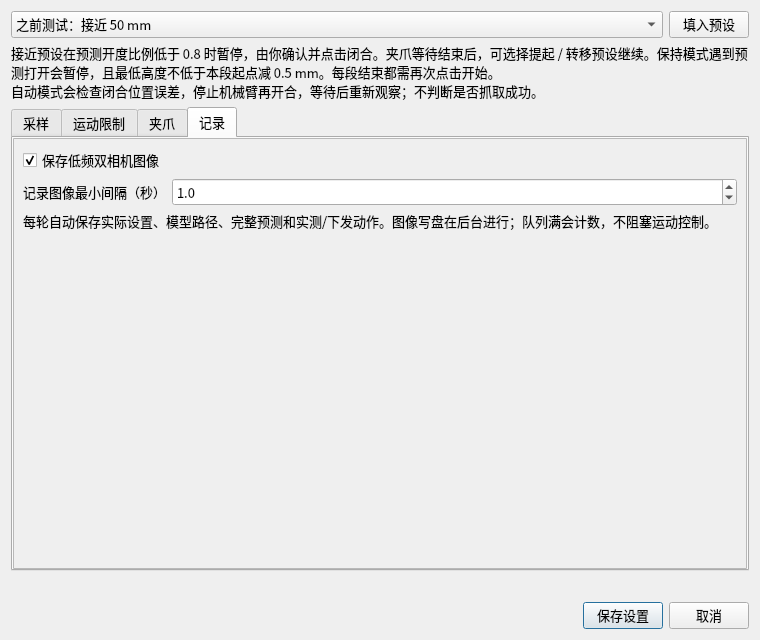 之前测试：接近 50 mm
填入预设
接近预设在预测开度比例低于 0.8 时暂停，由你确认并点击闭合。夹爪等待结束后，可选择提起 / 转移预设继续。保持模式遇到预
测打开会暂停，且最低高度不低于本段起点减 0.5 mm。每段结束都需再次点击开始。
自动模式会检查闭合位置误差，停止机械臂再开合，等待后重新观察；不判断是否抓取成功。
采样
运动限制
夹爪
记录
保存低频双相机图像
记录图像最小间隔（秒）
1.0
每轮自动保存实际设置、模型路径、完整预测和实测/下发动作。图像写盘在后台进行；队列满会计数，不阻塞运动控制。
保存设置
取消